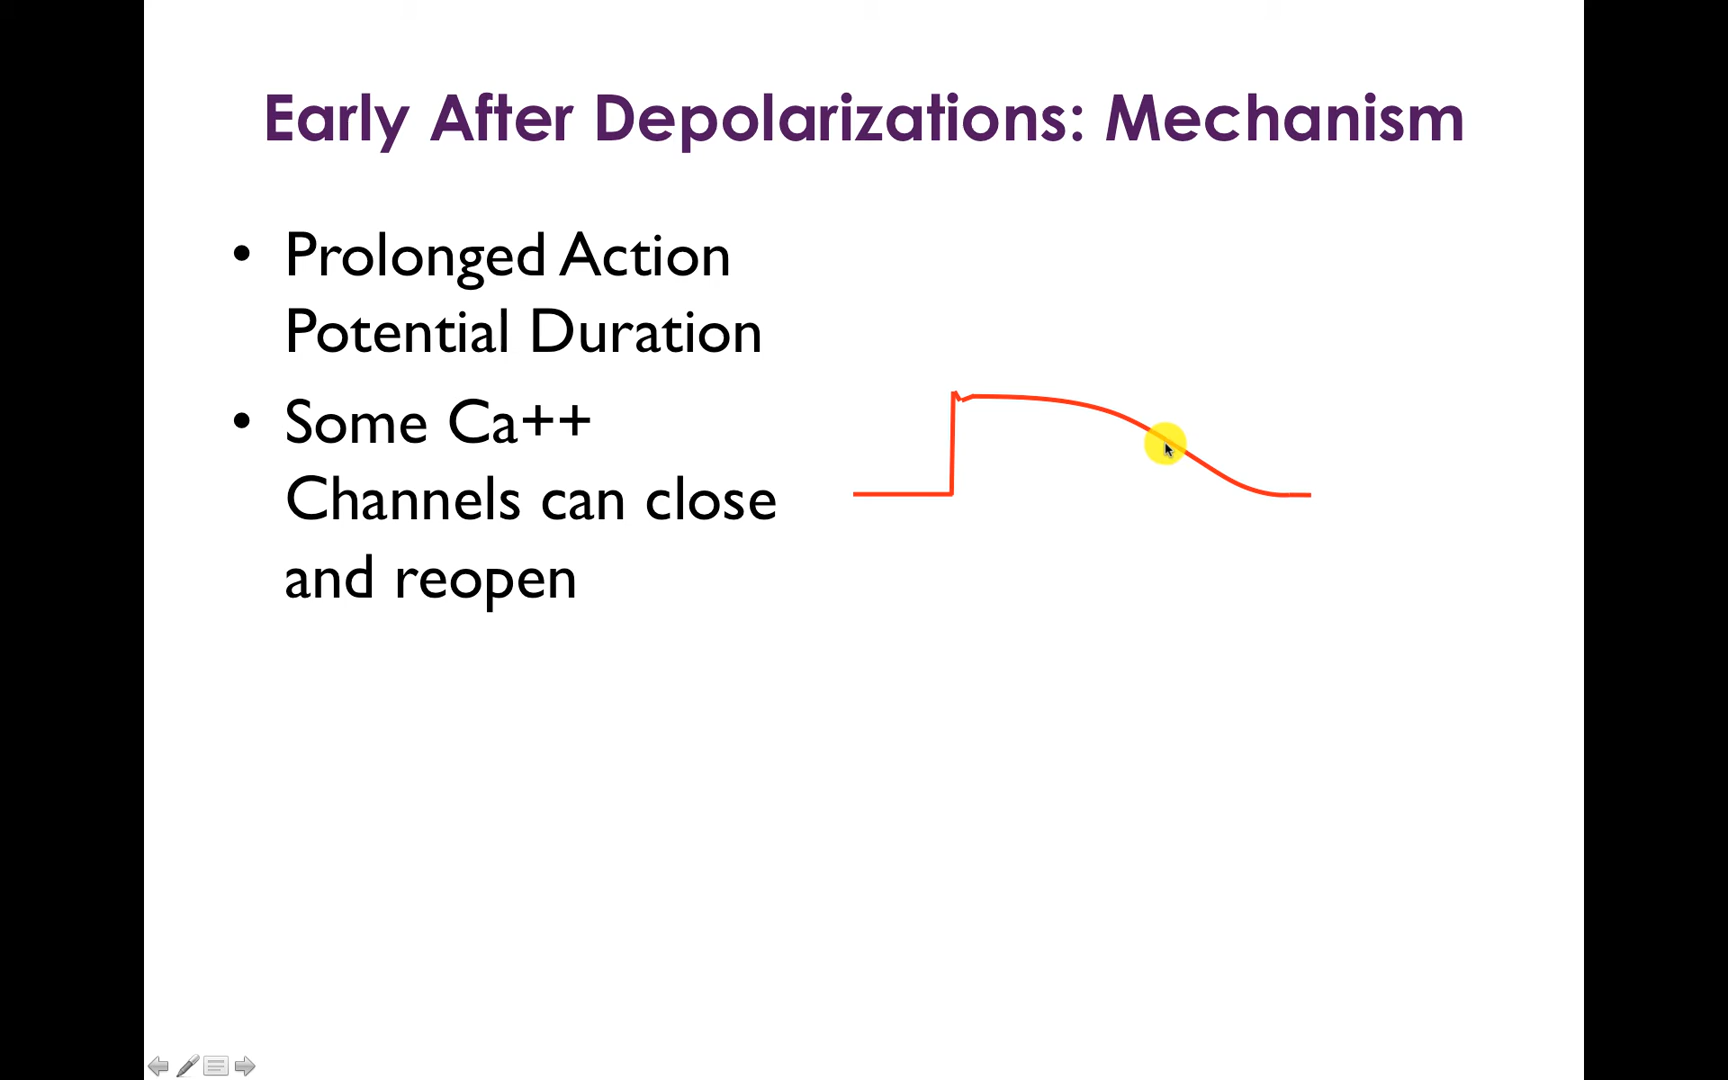 Early After Depolarizations: Mechanism
• Prolonged Action
Potential Duration
• Some Ca++
Channels can close
and reopen